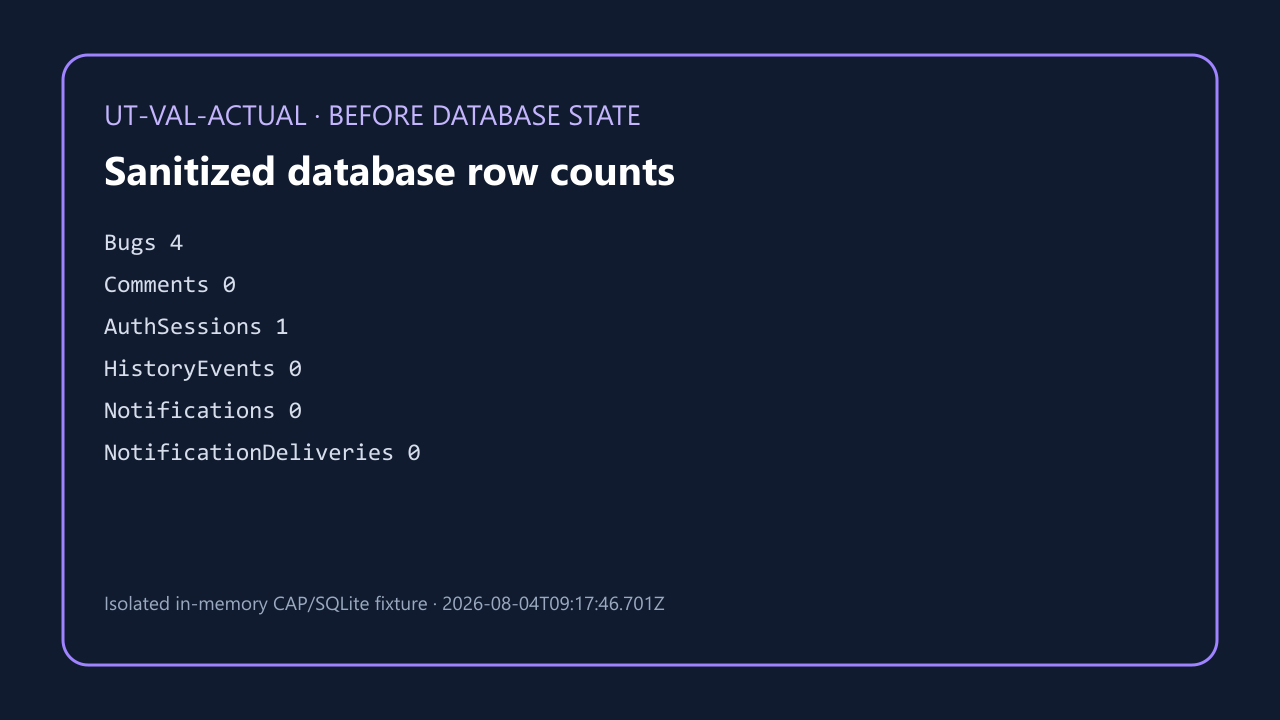 UT-VAL-ACTUAL · BEFORE DATABASE STATE
Sanitized database row counts
Bugs 4
Comments 0
AuthSessions 1
HistoryEvents 0
Notifications 0
NotificationDeliveries 0
Isolated in-memory CAP/SQLite fixture · 2026-08-04T09:17:46.701Z